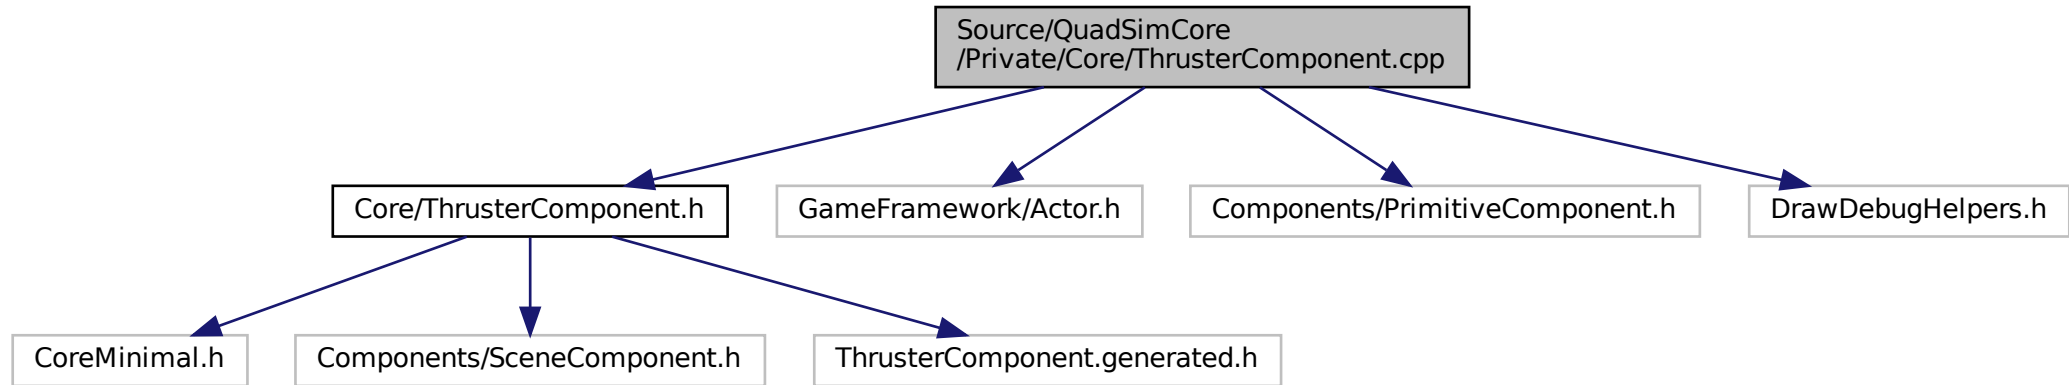 Source/QuadSimCore
/Private/Core/ThrusterComponent.cpp
Core/ThrusterComponent.h
GameFramework/Actor.h
Components/PrimitiveComponent.h
DrawDebugHelpers.h
CoreMinimal.h
Components/SceneComponent.h
ThrusterComponent.generated.h